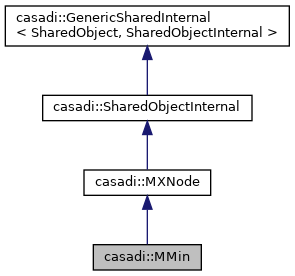 casadi::GenericSharedInternal
< SharedObject, SharedObjectInternal >
casadi::SharedObjectInternal
casadi::MXNode
casadi::MMin